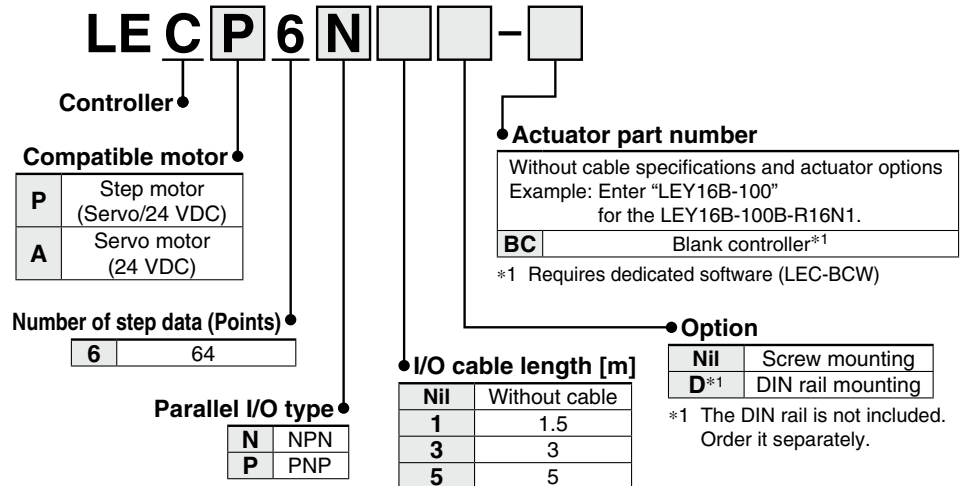 LE C P 6 N –
Controller
Compatible motor
P Step motor
(Servo/24 VDC)
A Servo motor
(24 VDC)
Number of step data (Points)
6 64
Parallel I/O type
N NPN
P PNP
I/O cable length [m]
Nil Without cable
1 1.5
3 3
5 5
Actuator part number
Without cable specifications and actuator options
Example: Enter “LEY16B-100”
for the LEY16B-100B-R16N1.
BC Blank controller*1
*1 Requires dedicated software (LEC-BCW)
Option
Nil Screw mounting
D*1 DIN rail mounting
*1 The DIN rail is not included.
Order it separately.